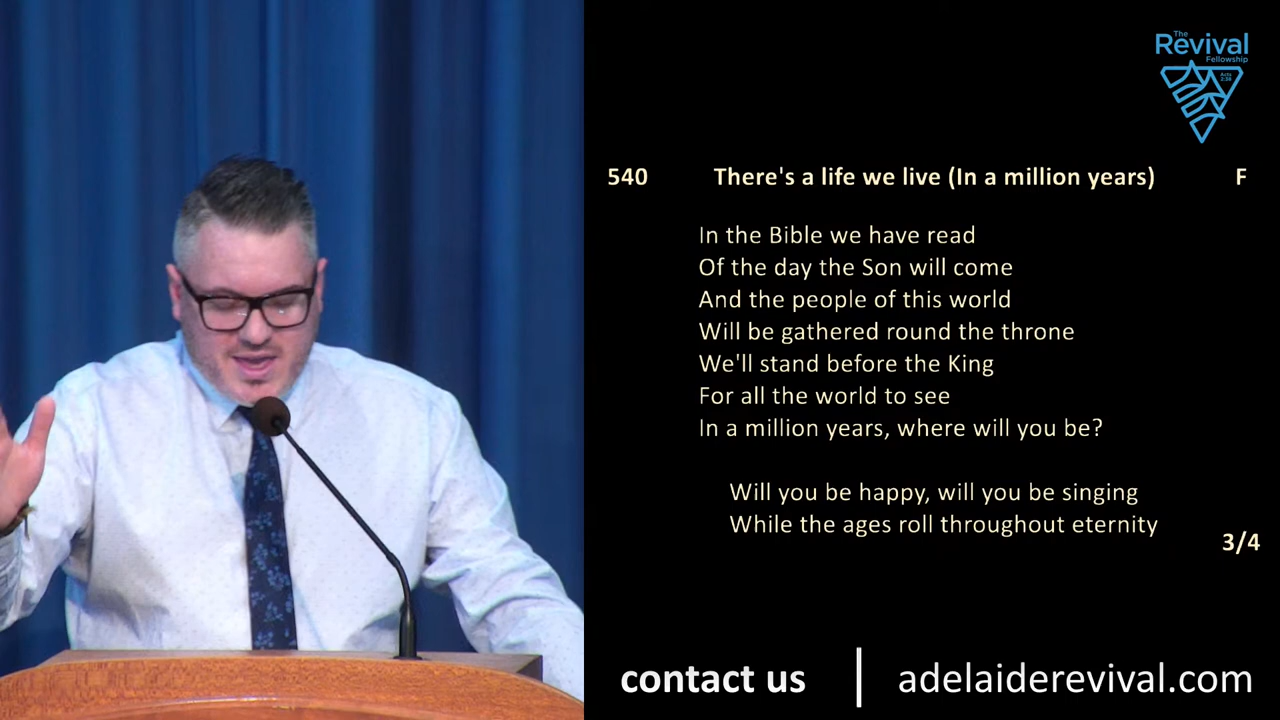 The
Revival
Fellowship
Acts
2:38
540 There's a life we live (In a million years) F
In the Bible we have read
Of the day the Son will come
And the people of this world
Will be gathered round the throne
We'll stand before the King
For all the world to see
In a million years, where will you be?
Will you be happy, will you be singing
While the ages roll throughout eternity
3/4
contact us | adelaiderevival.com